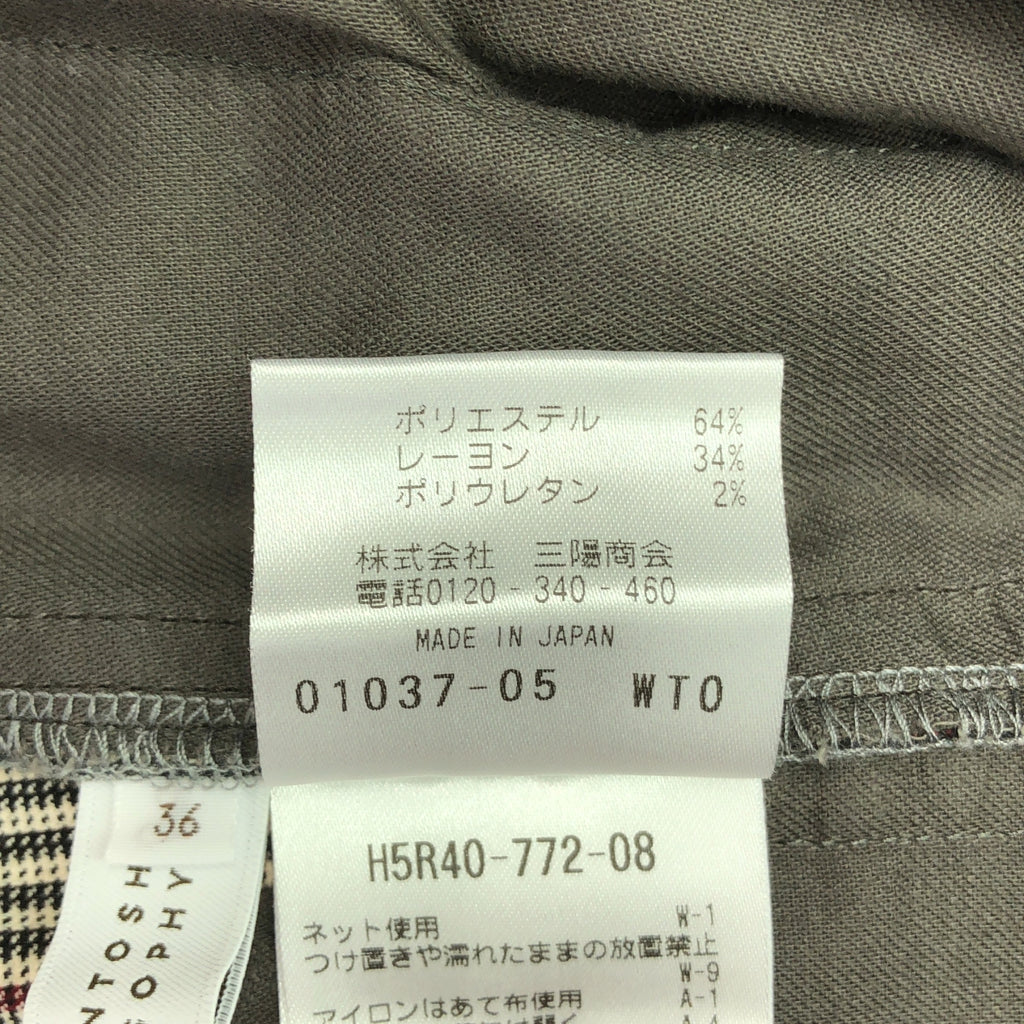 ポリエステル 64%
レーヨン 34%
ポリウレタン 2%
株式会社 三陽商会
電話0120-340-460
MADE IN JAPAN
01037-05 WTO
36
NTOSH
OPHY
H5R40-772-08
ネット使用 W-1
つけ置きや濡れたままの放置禁止
W-9
アイロンはあて布使用 A-1